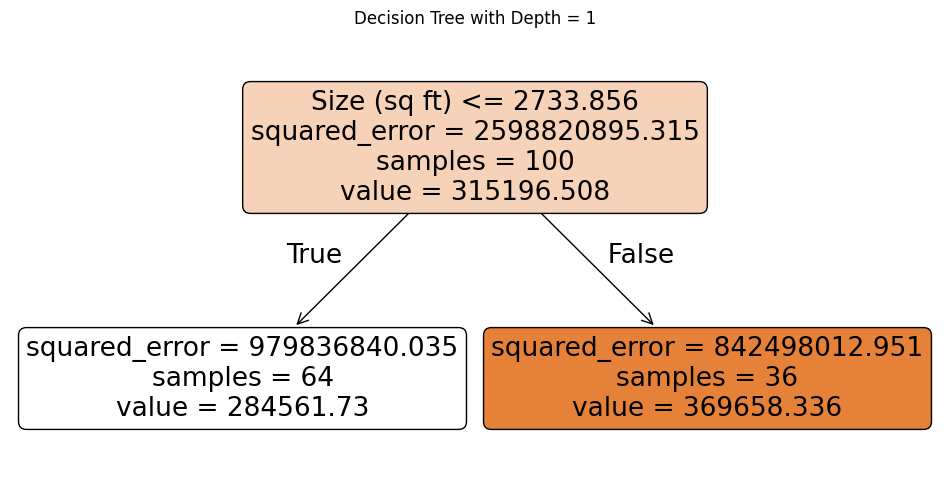 Decision Tree with Depth = 1
Size (sq ft) <= 2733.856
squared_error = 2598820895.315
samples = 100
value = 315196.508
True
False
squared_error = 979836840.035
samples = 64
value = 284561.73
squared_error = 842498012.951
samples = 36
value = 369658.336